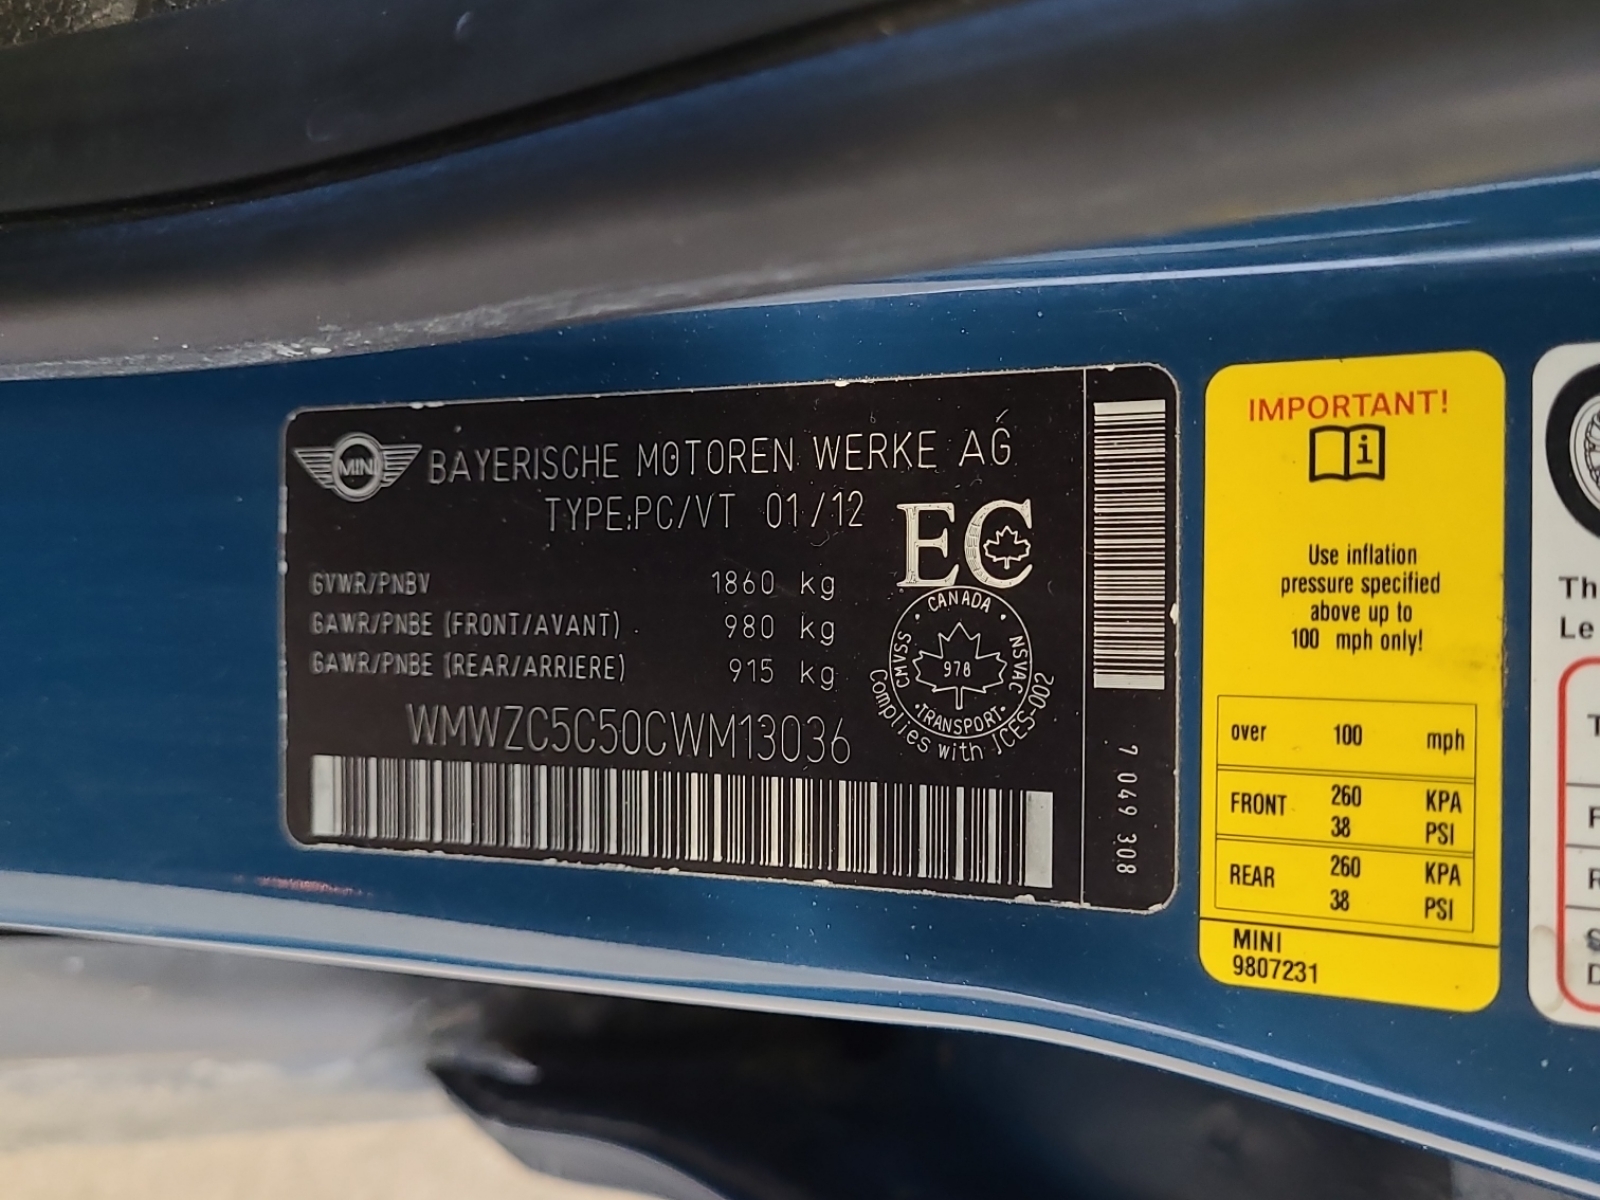 MINI
BAYERISCHE MOTOREN WERKE AG
TYPE:PC/VT 01/12
EC
GVWR/PNBV 1860 kg
GAWR/PNBE (FRONT/AVANT) 980 kg
GAWR/PNBE (REAR/ARRIERE) 915 kg
CANADA
CMVSS NSVAC
978
TRANSPORT
Complies with ICES-002
WMWZC5C50CWM13036
7 049 308
IMPORTANT!
i
Use inflation
pressure specified
above up to
100 mph only!
over 100 mph
FRONT 260 KPA
38 PSI
REAR 260 KPA
38 PSI
MINI
9807231
Th
Le